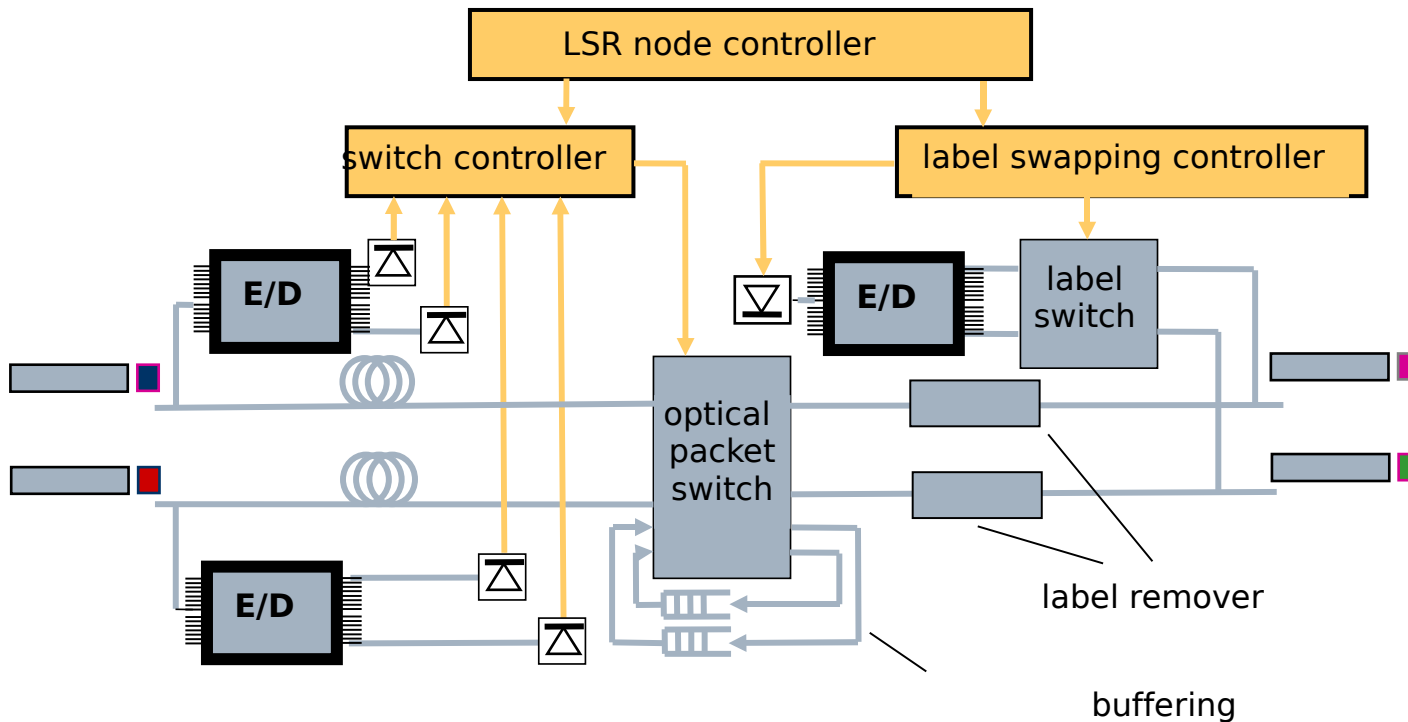 LSR node controller
switch controller
label swapping controller
E/D
E/D
label
switch
optical
packet
switch
E/D
label remover
buffering